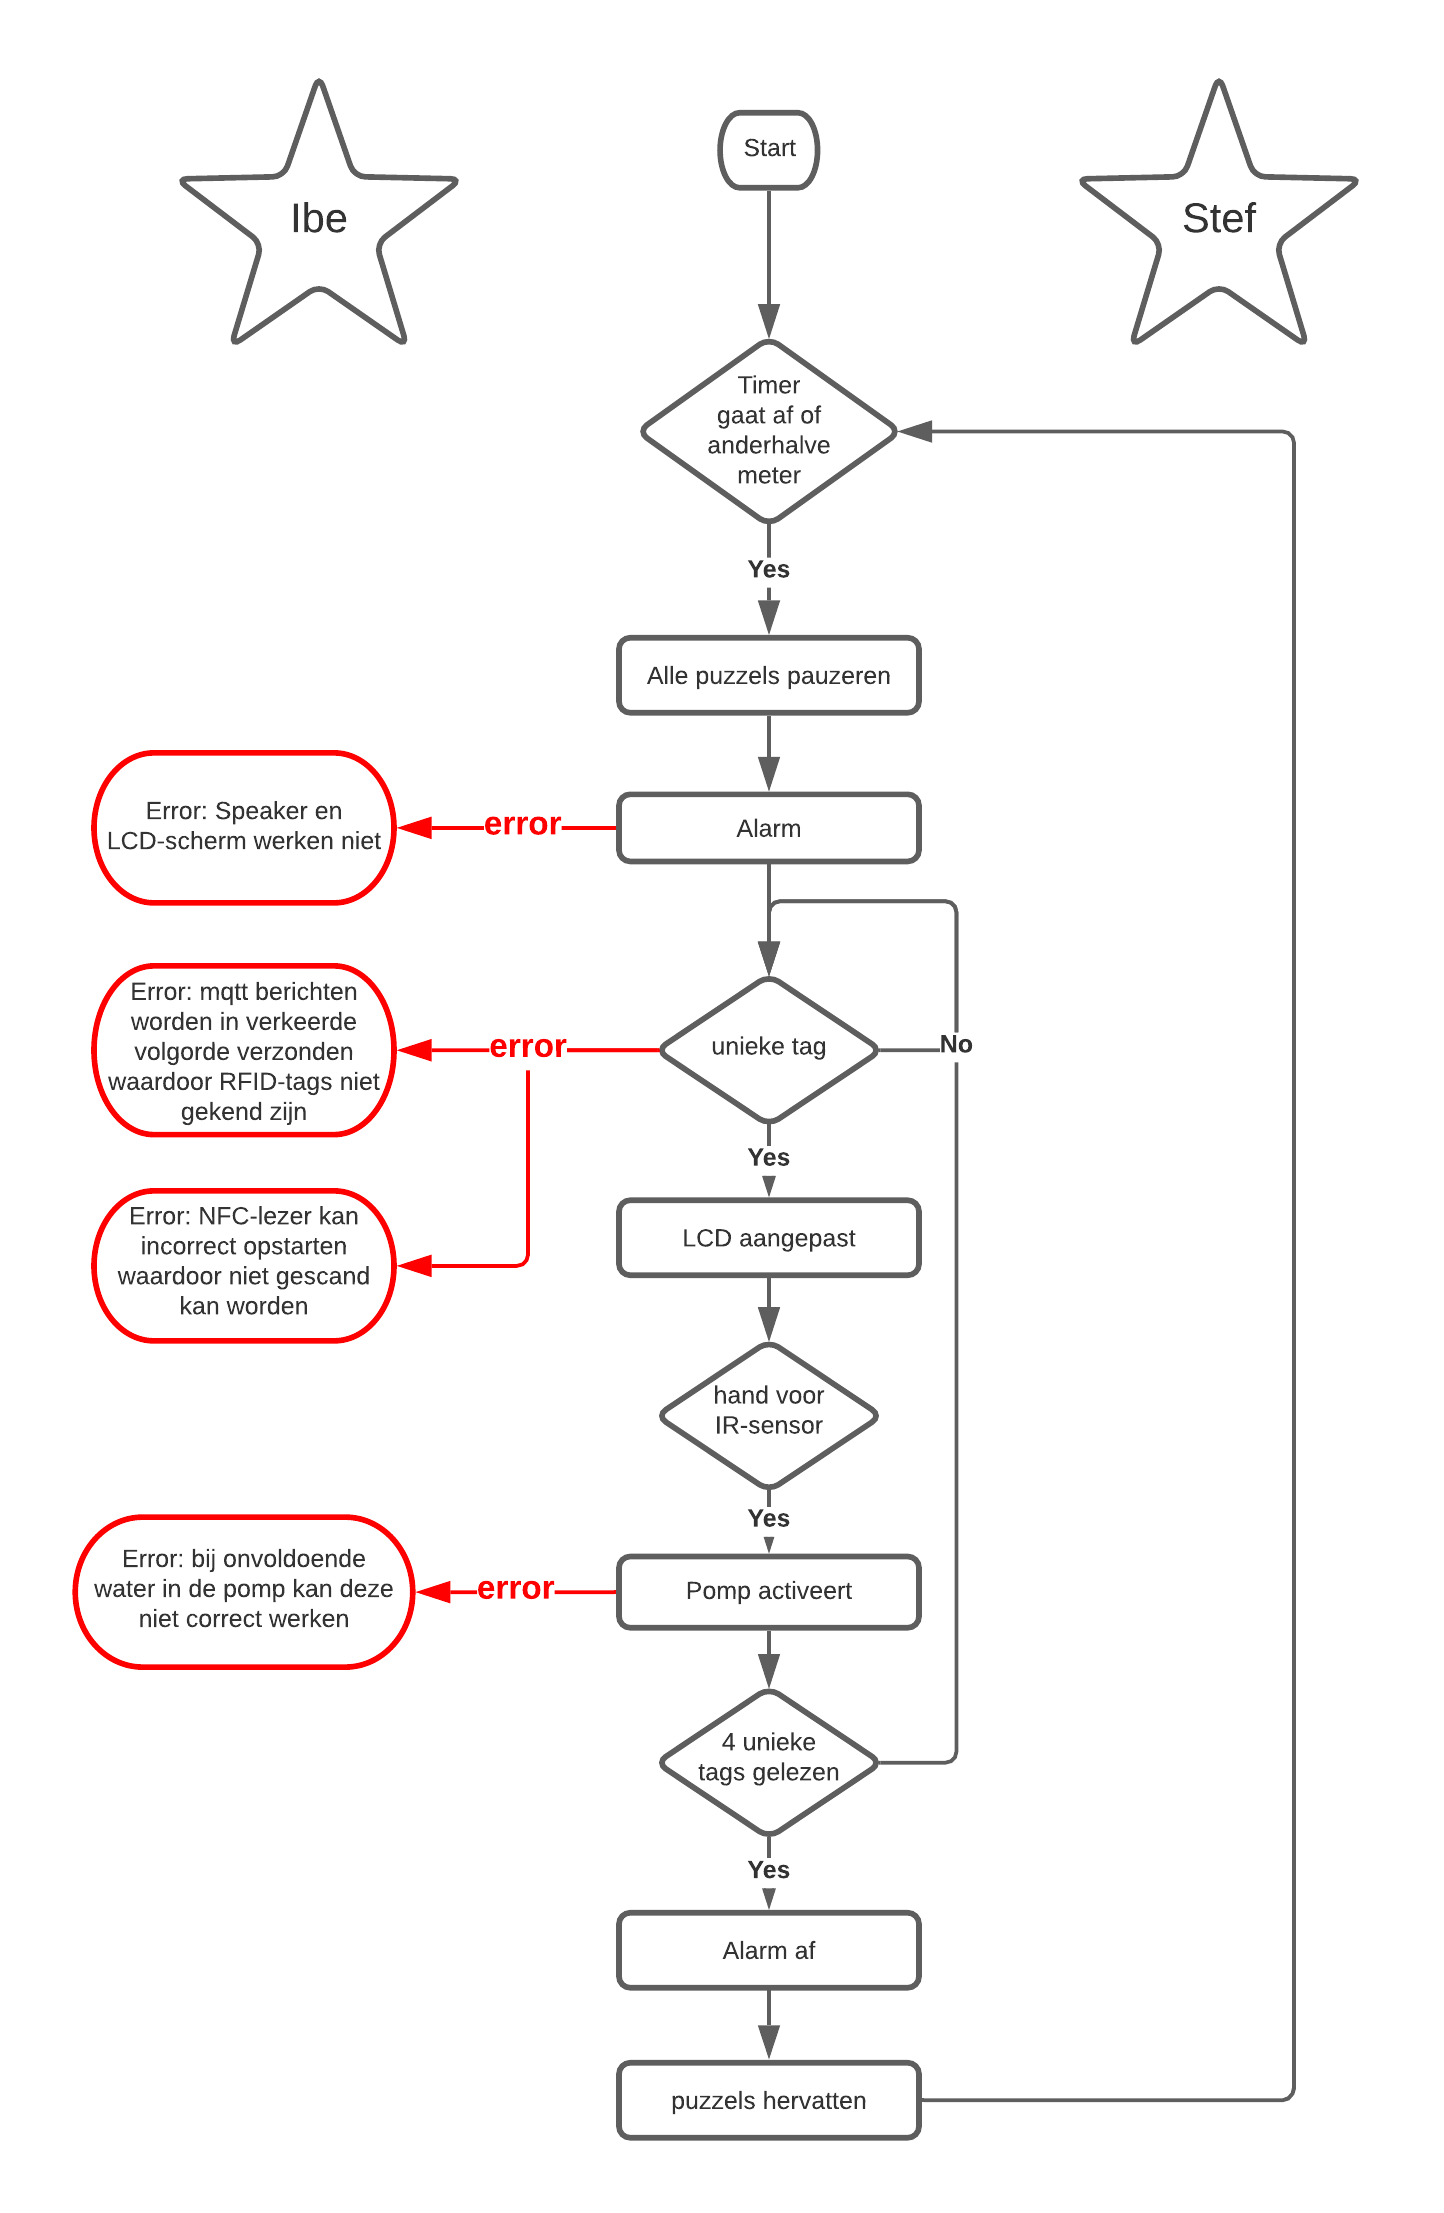 Ibe
Start
Stef
Timer
gaat af of
anderhalve
meter
Yes
Alle puzzels pauzeren
Error: Speaker en
LCD-scherm werken niet
error
Alarm
Error: mqtt berichten
worden in verkeerde
volgorde verzonden
waardoor RFID-tags niet
gekend zijn
error
unieke tag
No
Yes
Error: NFC-lezer kan
incorrect opstarten
waardoor niet gescand
kan worden
LCD aangepast
hand voor
IR-sensor
Yes
Error: bij onvoldoende
water in de pomp kan deze
niet correct werken
error
Pomp activeert
4 unieke
tags gelezen
Yes
Alarm af
puzzels hervatten